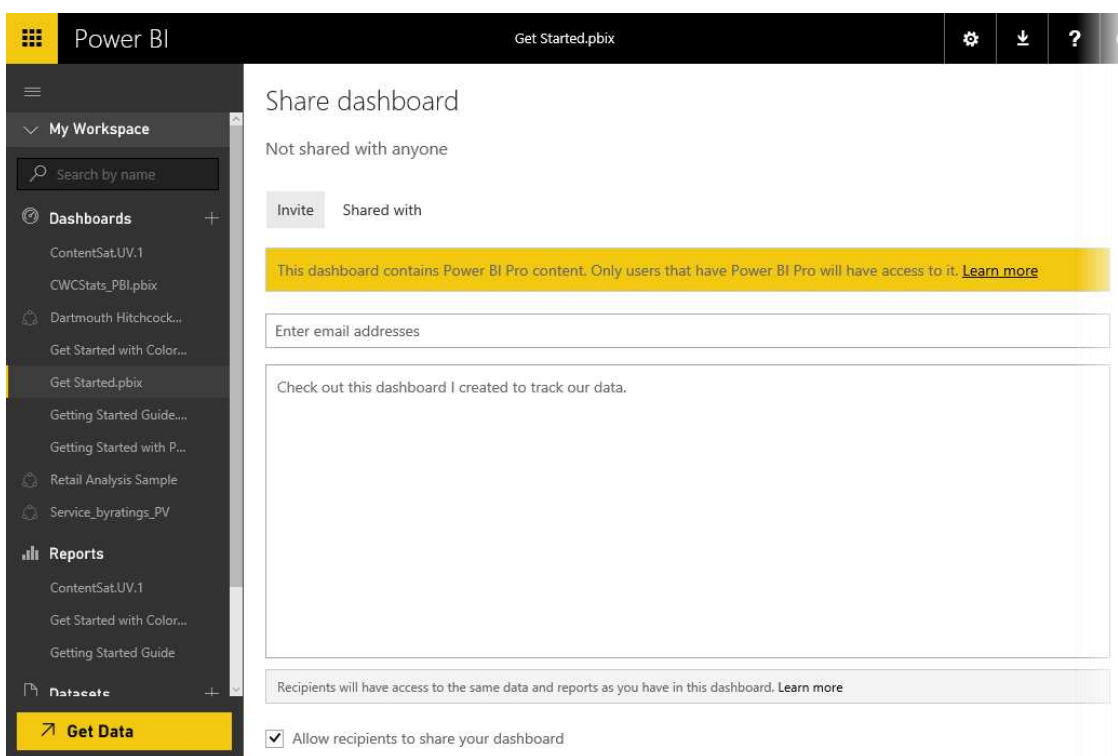 Power BI
Get Started.pbix
?
My Workspace
Search by name
Dashboards
ContentSat.UV.1
CWCStats_PBI.pbix
Dartmouth Hitchcock...
Get Started with Color...
Get Started.pbix
Getting Started Guide....
Getting Started with P...
Retail Analysis Sample
Service_byratings_PV
Reports
ContentSat.UV.1
Get Started with Color...
Getting Started Guide
Datasets
Get Data
Share dashboard
Not shared with anyone
Invite Shared with
This dashboard contains Power BI Pro content. Only users that have Power BI Pro will have access to it. Learn more
Enter email addresses
Check out this dashboard I created to track our data.
Recipients will have access to the same data and reports as you have in this dashboard. Learn more
Allow recipients to share your dashboard